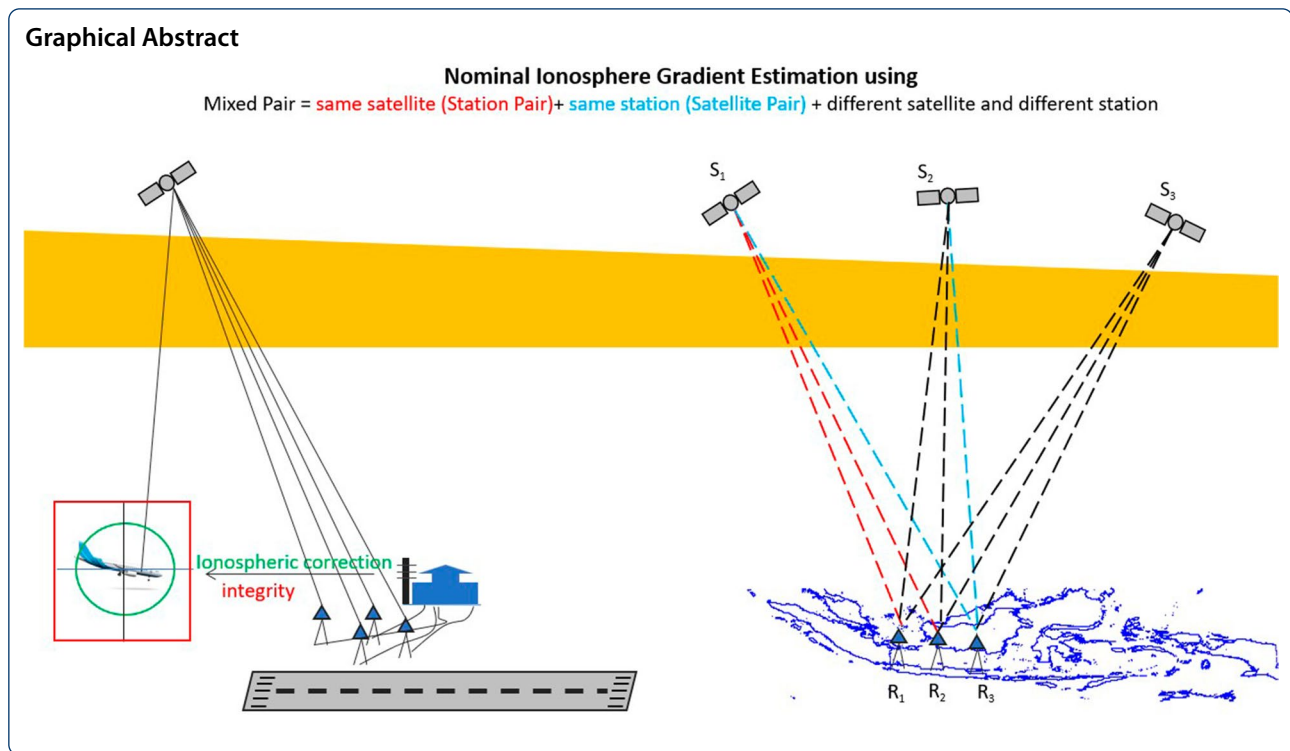 Graphical Abstract
Nominal Ionosphere Gradient Estimation using
Mixed Pair = same satellite (Station Pair)+ same station (Satellite Pair) + different satellite and different station
S₁
S₂
S₃
Ionospheric correction
integrity
R₁
R₂
R₃